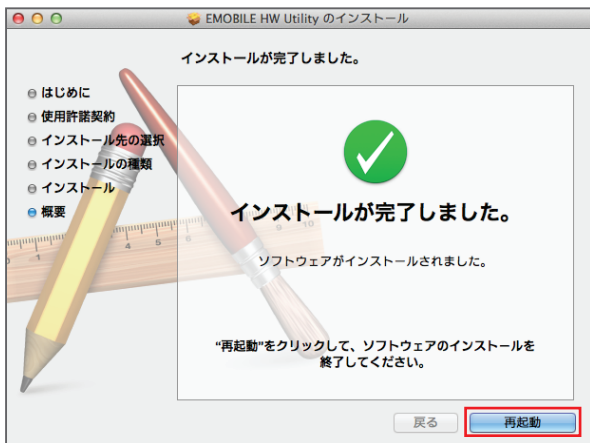 EMOBILE HW Utility のインストール
インストールが完了しました。
はじめに
使用許諾契約
インストール先の選択
インストールの種類
インストール
概要
インストールが完了しました。
ソフトウェアがインストールされました。
“再起動”をクリックして、ソフトウェアのインストールを
終了してください。
戻る
再起動